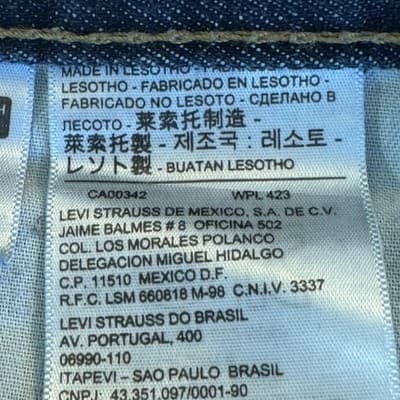 MADE IN LESOTHO - FABRIQUÉ AU
LESOTHO - FABRICADO EN LESOTHO -
FABRICADO NO LESOTO - СДЕЛАНО В
ЛЕСОТО - 莱索托制造 -
萊索托製 - 제조국 : 레소토 -
レソト製 - BUATAN LESOTHO
CA00342 WPL 423
LEVI STRAUSS DE MEXICO, S.A. DE C.V.
JAIME BALMES # 8 OFICINA 502
COL. LOS MORALES POLANCO
DELEGACION MIGUEL HIDALGO
C.P. 11510 MEXICO D.F.
R.F.C. LSM 660818 M-96 C.N.I.V. 3337
LEVI STRAUSS DO BRASIL
AV. PORTUGAL, 400
06990-110
ITAPEVI - SAO PAULO BRASIL
CNPJ: 43.351.097/0001-90